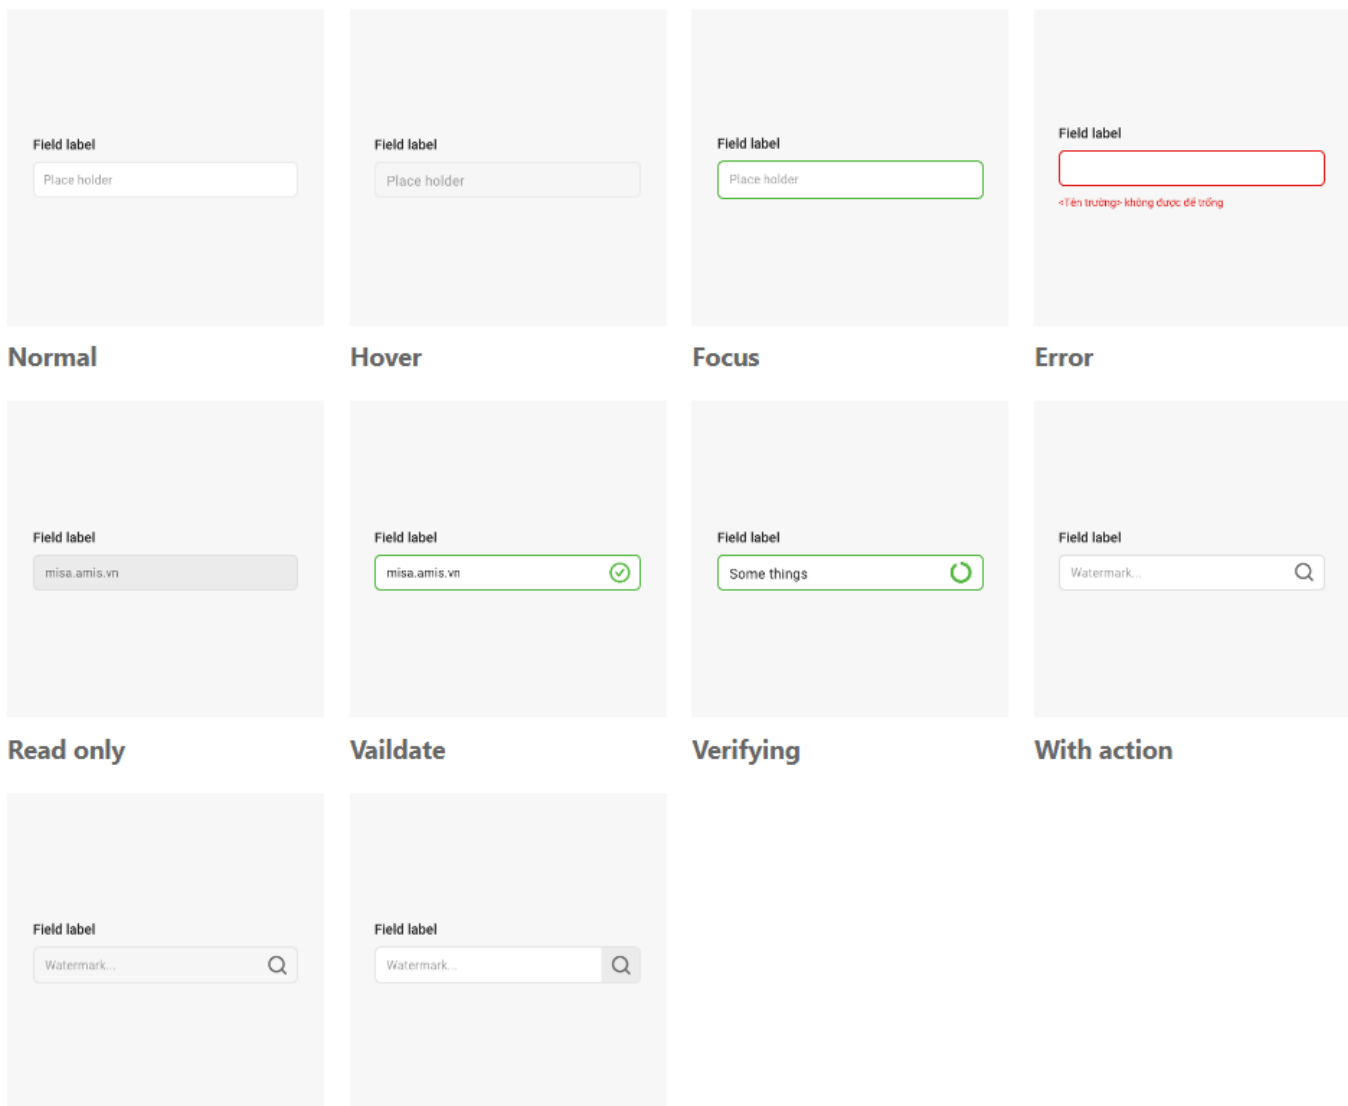 Field label
Place holder
Normal
Field label
Place holder
Hover
Field label
Place holder
Focus
Field label
<Tên trường> không được để trống
Error
Field label
misa.amis.vn
Read only
Field label
misa.amis.vn
Vaildate
Field label
Some things
Verifying
Field label
Watermark...
With action
Field label
Watermark...
Field label
Watermark...